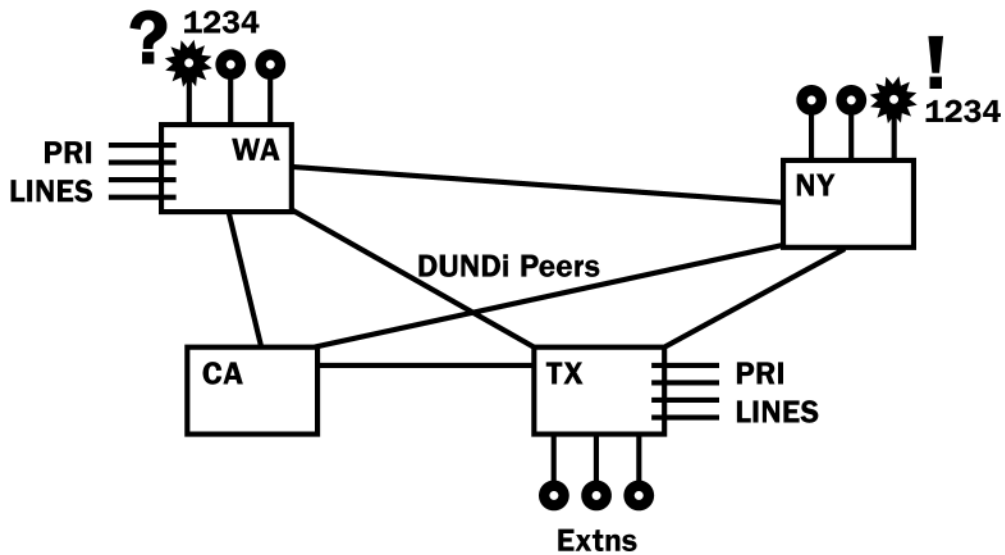 ? 1234
!
1234
PRI
LINES
WA
NY
DUNDi Peers
CA
TX
PRI
LINES
Extns